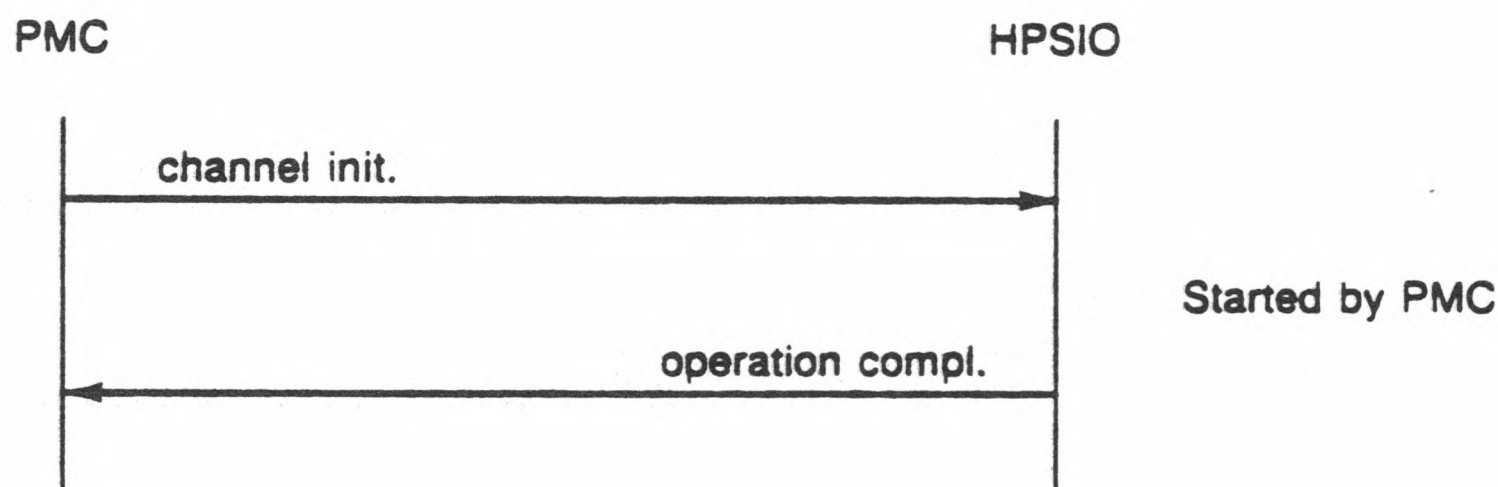 PMC
HPSIO
channel init.
Started by PMC
operation compl.